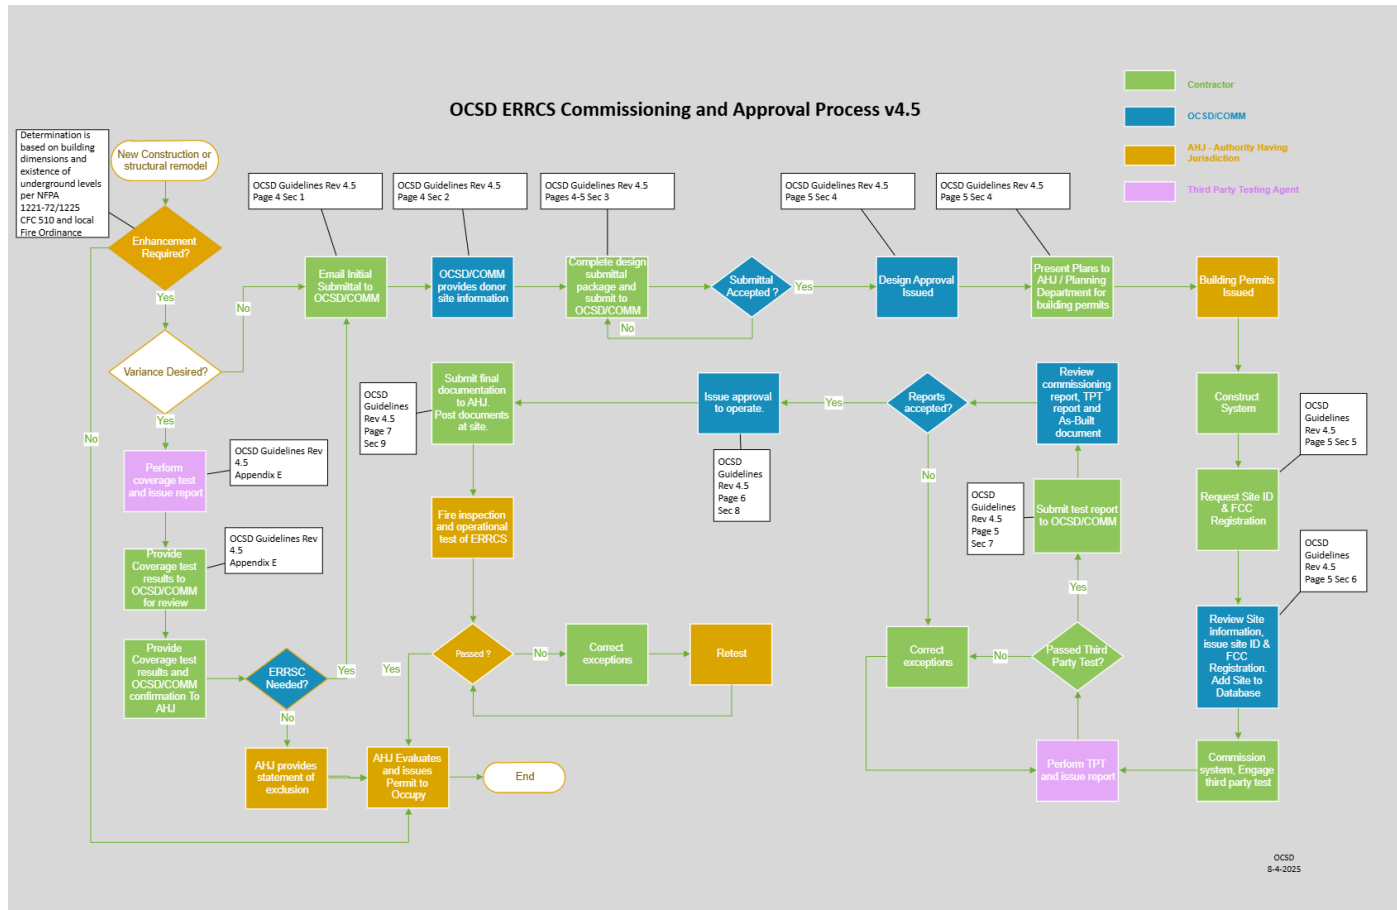 OCSD ERRCS Commissioning and Approval Process v4.5
Contractor
OCSD/COMM
AHJ - Authority Having
Jurisdiction
Third Party Testing Agent
Determination is
based on building
dimensions and
existence of
underground levels
per NFPA
1221-72/1225
CFC 510 and local
Fire Ordinance
New Construction or
structural remodel
Enhancement
Required?
Yes
No
Variance Desired?
No
Yes
Perform
coverage test
and issue report
OCSD Guidelines Rev
4.5
Appendix E
Provide
Coverage test
results to
OCSD/COMM
for review
OCSD Guidelines Rev
4.5
Appendix E
Provide
Coverage test
results and
OCSD/COMM
confirmation To
AHJ
ERRSC
Needed?
Yes
No
AHJ provides
statement of
exclusion
OCSD Guidelines Rev 4.5
Page 4 Sec 1
Email Initial
Submittal to
OCSD/COMM
OCSD Guidelines Rev 4.5
Page 4 Sec 2
OCSD/COMM
provides donor
site information
OCSD Guidelines Rev 4.5
Pages 4-5 Sec 3
Complete design
submittal
package and
submit to
OCSD/COMM
Submittal
Accepted ?
No
Yes
OCSD Guidelines Rev 4.5
Page 5 Sec 4
Design Approval
Issued
OCSD Guidelines Rev 4.5
Page 5 Sec 4
Present Plans to
AHJ / Planning
Department for
building permits
Building Permits
Issued
Construct
System
OCSD
Guidelines
Rev 4.5
Page 5 Sec 5
Request Site ID
& FCC
Registration
OCSD
Guidelines
Rev 4.5
Page 5 Sec 6
Review Site
information,
issue site ID &
FCC
Registration.
Add Site to
Database
Commission
system, Engage
third party test
Perform TPT
and issue report
Passed Third
Party Test?
No
Yes
Correct
exceptions
Submit test report
to OCSD/COMM
OCSD
Guidelines
Rev 4.5
Page 5
Sec 7
Review
commissioning
report, TPT
report and
As-Built
document
Reports
accepted?
No
Yes
Issue approval
to operate.
OCSD
Guidelines
Rev 4.5
Page 6
Sec 8
Submit final
documentation
to AHJ.
Post documents
at site.
OCSD
Guidelines
Rev 4.5
Page 7
Sec 9
Fire inspection
and operational
test of ERRCS
Passed ?
No
Yes
Correct
exceptions
Retest
AHJ Evaluates
and issues
Permit to
Occupy
End
OCSD
8-4-2025